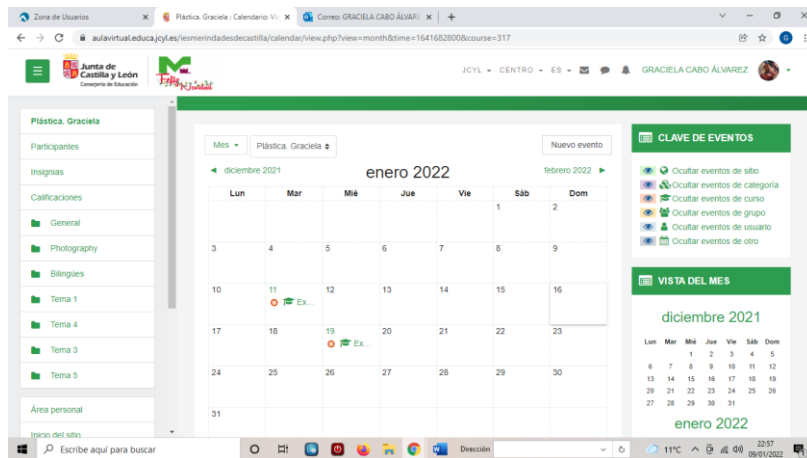 Zona de Usuarios
Plástica. Graciela : Calendario: Vi
Correo: GRACIELA CABO ÁLVARE
aulavirtual.educa.jcyl.es/iesmerindadesdecastilla/calendar/view.php?view=month&time=1641682800&course=317
G
Junta de
Castilla y León
Consejería de Educación
Feliz Navidad
JCYL CENTRO ES
GRACIELA CABO ÁLVAREZ
Plástica. Graciela
Participantes
Insignias
Calificaciones
General
Photography
Bilingües
Tema 1
Tema 4
Tema 3
Tema 5
Área personal
Inicio del sitio
Mes
Plástica. Graciela
Nuevo evento
diciembre 2021
enero 2022
febrero 2022
Lun Mar Mié Jue Vie Sáb Dom
1 2
3 4 5 6 7 8 9
10 11 12 13 14 15 16
Ex...
17 18 19 20 21 22 23
Ex...
24 25 26 27 28 29 30
31
CLAVE DE EVENTOS
Ocultar eventos de sitio
Ocultar eventos de categoría
Ocultar eventos de curso
Ocultar eventos de grupo
Ocultar eventos de usuario
Ocultar eventos de otro
VISTA DEL MES
diciembre 2021
Lun Mar Mié Jue Vie Sáb Dom
1 2 3 4 5
6 7 8 9 10 11 12
13 14 15 16 17 18 19
20 21 22 23 24 25 26
27 28 29 30 31
enero 2022
Escribe aquí para buscar
Dirección
11°C
22:57
09/01/2022